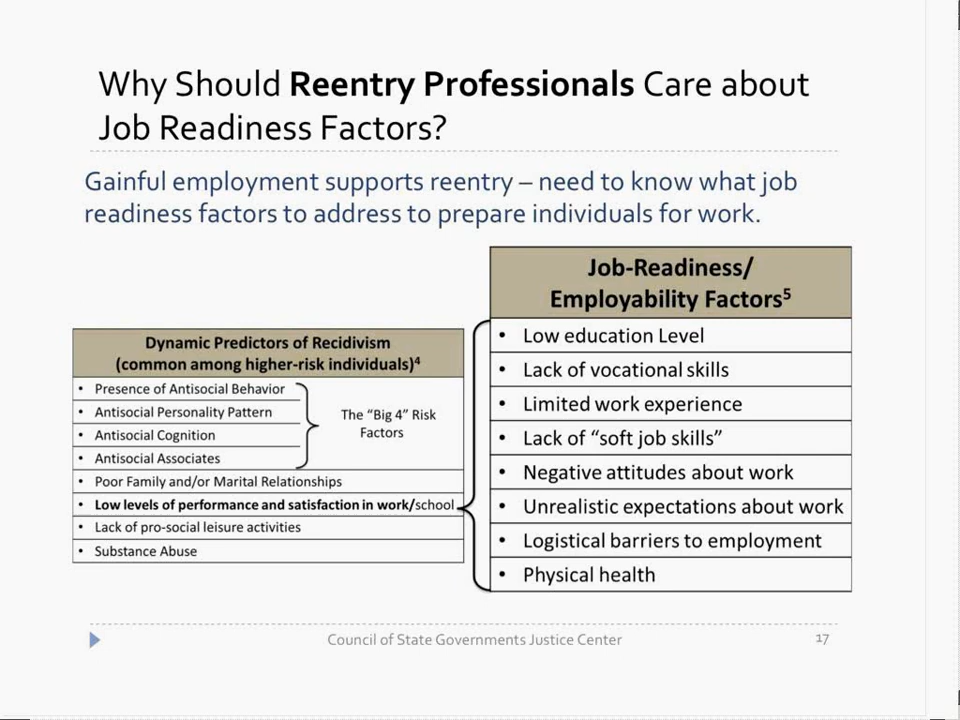 Why Should Reentry Professionals Care about
Job Readiness Factors?
Gainful employment supports reentry – need to know what job
readiness factors to address to prepare individuals for work.
Dynamic Predictors of Recidivism
(common among higher-risk individuals)4
• Presence of Antisocial Behavior
• Antisocial Personality Pattern
• Antisocial Cognition
• Antisocial Associates
The “Big 4” Risk
Factors
• Poor Family and/or Marital Relationships
• Low levels of performance and satisfaction in work/school
• Lack of pro-social leisure activities
• Substance Abuse
Job-Readiness/
Employability Factors5
• Low education Level
• Lack of vocational skills
• Limited work experience
• Lack of “soft job skills”
• Negative attitudes about work
• Unrealistic expectations about work
• Logistical barriers to employment
• Physical health
Council of State Governments Justice Center
17